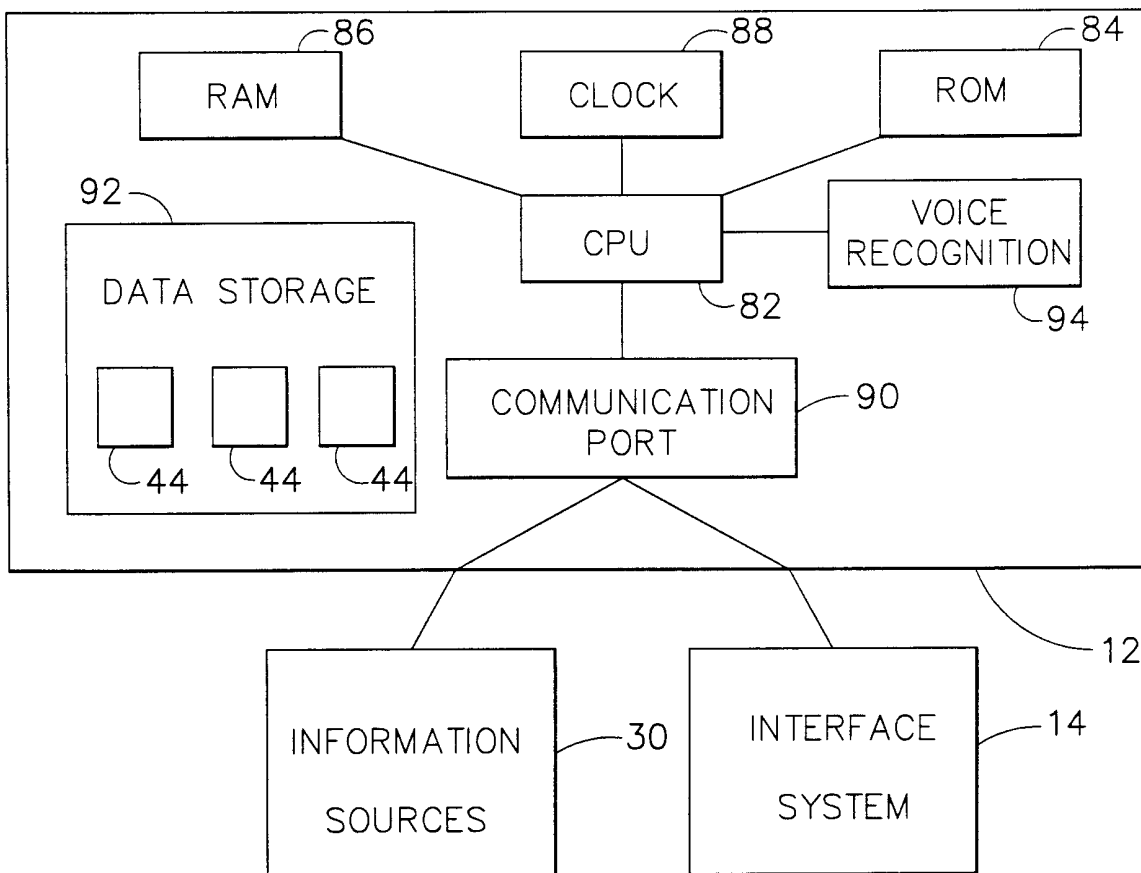 86
88
84
RAM
CLOCK
ROM
92
VOICE
RECOGNITION
CPU
DATA STORAGE
82
94
COMMUNICATION
PORT
90
44
44
44
12
INFORMATION
SOURCES
30
INTERFACE
SYSTEM
14